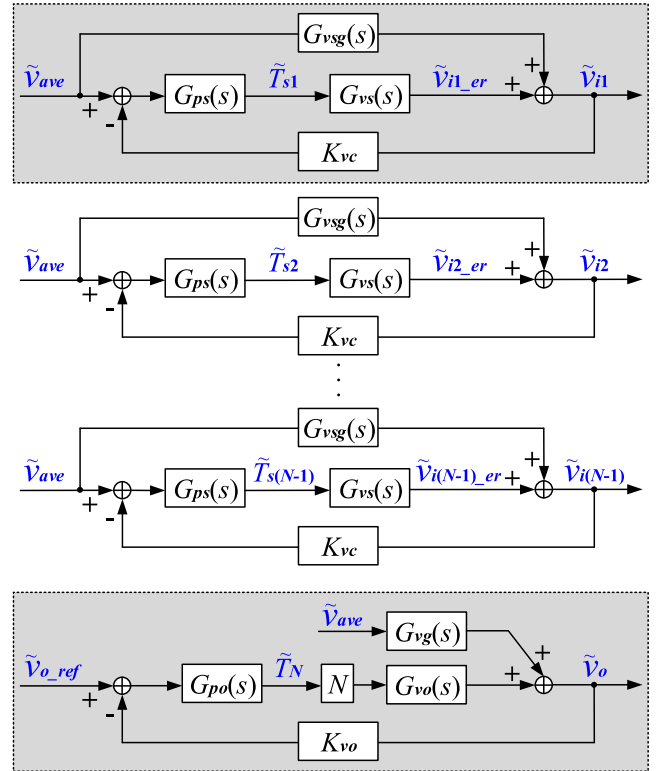 Gvsg(s)
ṽave T̃s1 ṽi1_er ṽi1
+ - Gps(s) Gvs(s) + +
Kvc
Gvsg(s)
ṽave T̃s2 ṽi2_er ṽi2
+ - Gps(s) Gvs(s) + +
Kvc
Gvsg(s)
ṽave T̃s(N-1) ṽi(N-1)_er ṽi(N-1)
+ - Gps(s) Gvs(s) + +
Kvc
ṽave Gvg(s)
ṽo_ref T̃N ṽo
+ - Gpo(s) N Gvo(s) + +
Kvo